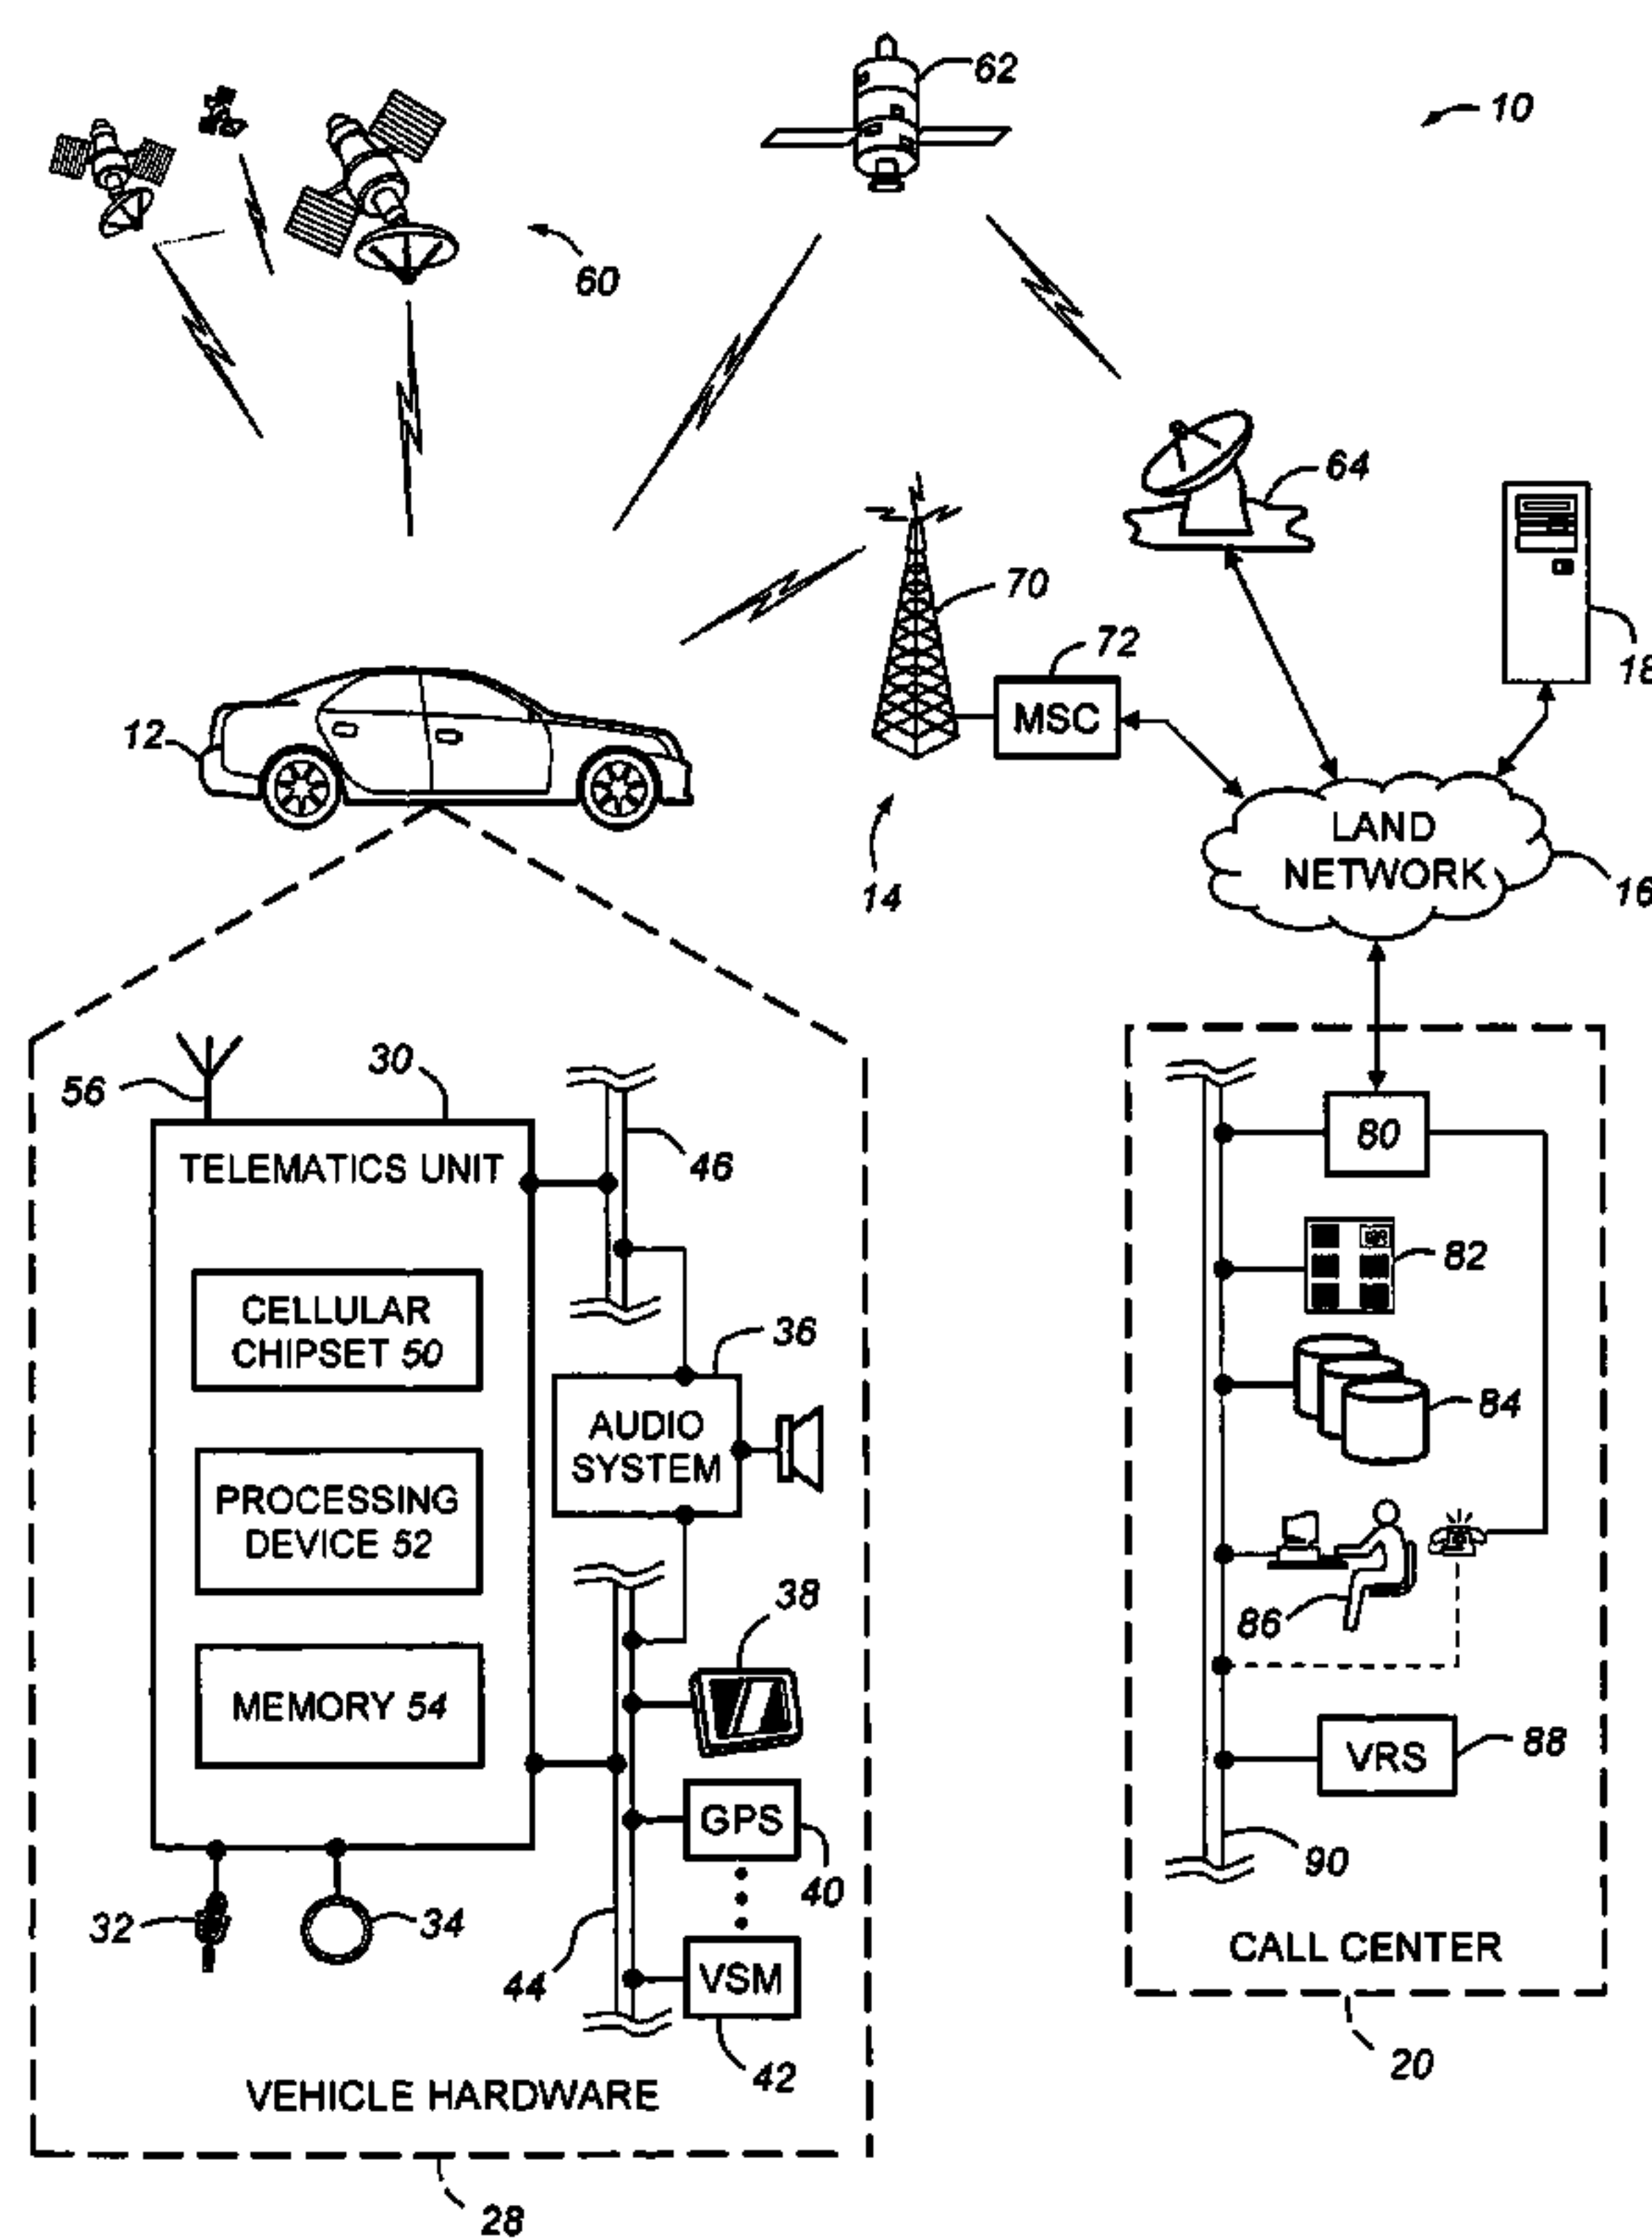 62
10
60
64
70
72
18
MSC
12
LAND
NETWORK
16
14
56
30
80
TELEMATICS UNIT
46
82
CELLULAR
CHIPSET 50
36
84
AUDIO
SYSTEM
PROCESSING
DEVICE 52
38
86
MEMORY 54
VRS
88
GPS
90
40
32
34
CALL CENTER
44
VSM
20
42
VEHICLE HARDWARE
28